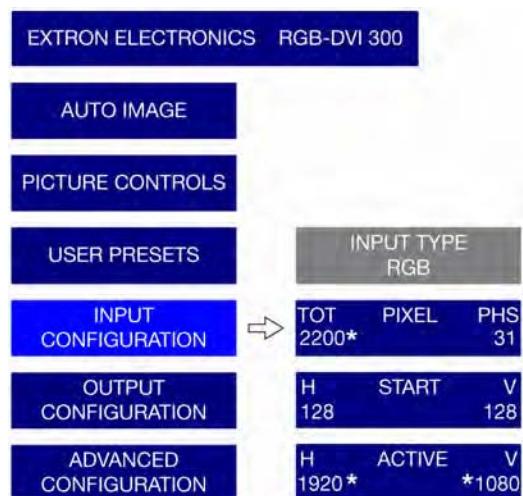 EXTRON ELECTRONICS RGB-DVI 300
AUTO IMAGE
PICTURE CONTROLS
USER PRESETS
INPUT TYPE
RGB
INPUT
CONFIGURATION
TOT PIXEL PHS
2200* 31
OUTPUT
CONFIGURATION
H START V
128 128
ADVANCED
CONFIGURATION
H ACTIVE V
1920 * *1080